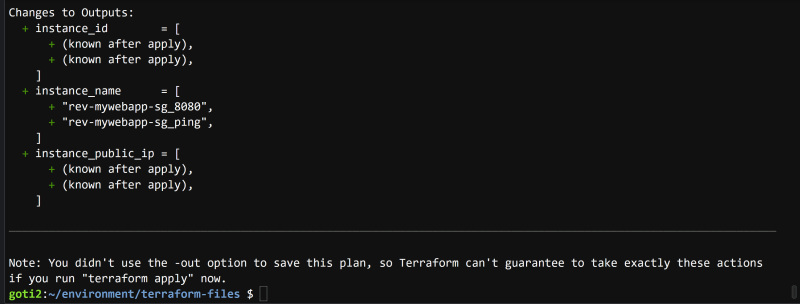 Changes to Outputs:
+ instance_id = [
+ (known after apply),
+ (known after apply),
]
+ instance_name = [
+ "rev-mywebapp-sg_8080",
+ "rev-mywebapp-sg_ping",
]
+ instance_public_ip = [
+ (known after apply),
+ (known after apply),
]
Note: You didn't use the -out option to save this plan, so Terraform can't guarantee to take exactly these actions
if you run "terraform apply" now.
goti2:~/environment/terraform-files $